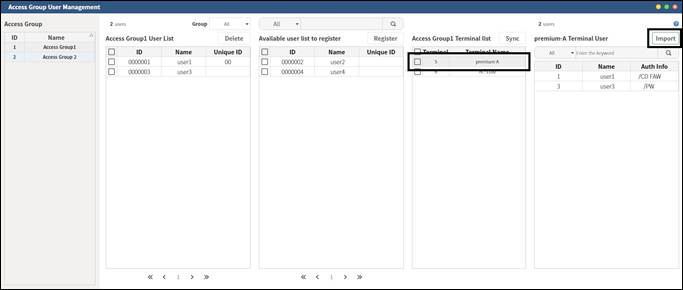 Access Group User Management
Access Group
ID Name
1 Access Group1
2 Access Group 2
2 users Group All
Access Group1 User List Delete
ID Name Unique ID
0000001 user1 00
0000003 user3
1
All
Available user list to register Register
ID Name Unique ID
0000002 user2
0000004 user4
1
Access Group1 Terminal list Sync
Terminal Terminal Name
5 premium A
2 users
premium-A Terminal User Import
All Enter the Keyword
ID Name Auth Info
1 user1 /CD FAW
3 user3 /PW